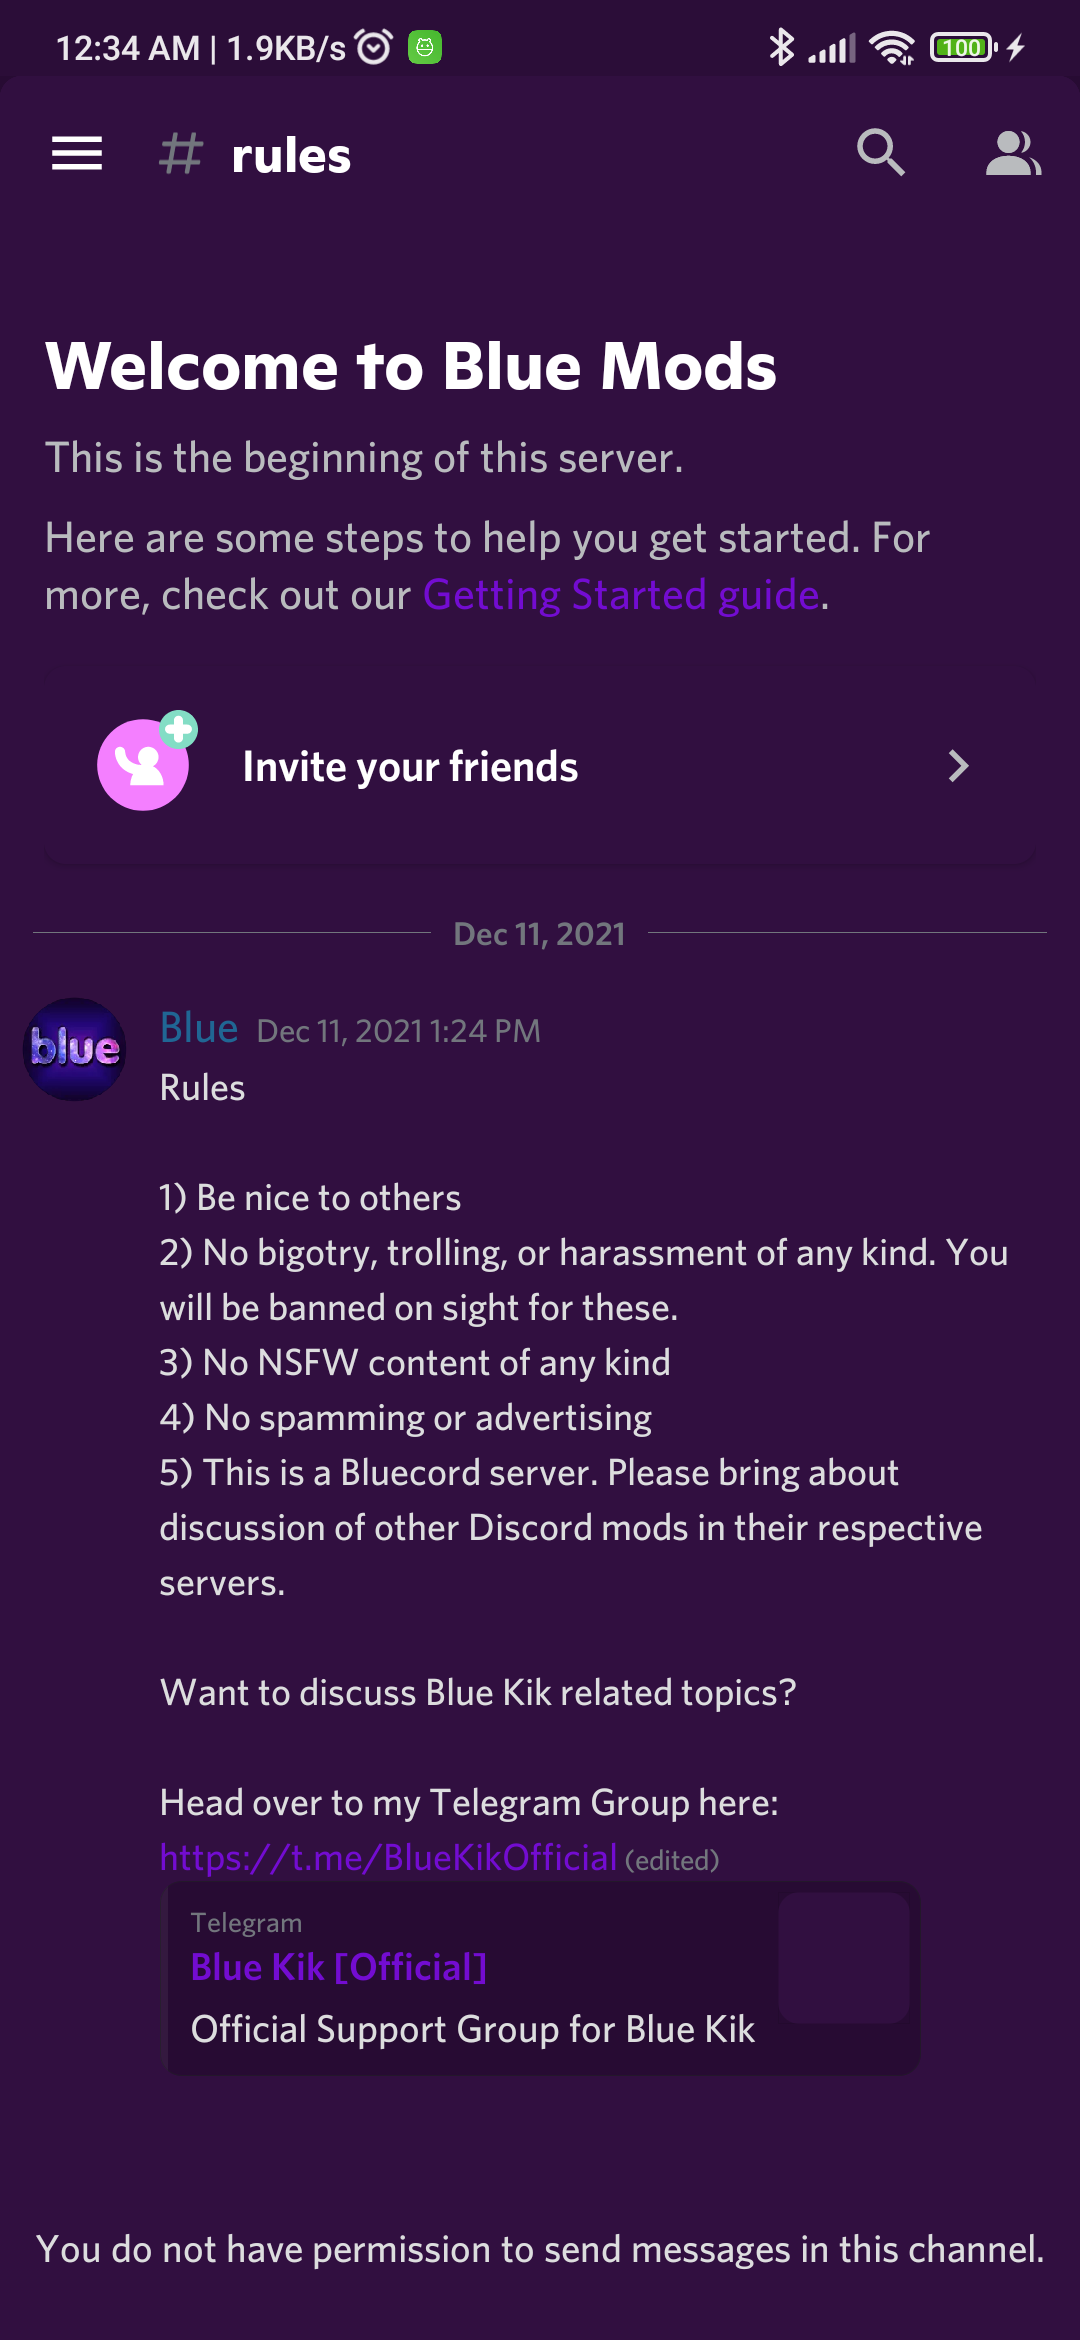 12:34 AM | 1.9KB/s
100
# rules
Welcome to Blue Mods
This is the beginning of this server.
Here are some steps to help you get started. For
more, check out our Getting Started guide.
Invite your friends
Dec 11, 2021
blue
Blue Dec 11, 2021 1:24 PM
Rules
1) Be nice to others
2) No bigotry, trolling, or harassment of any kind. You
will be banned on sight for these.
3) No NSFW content of any kind
4) No spamming or advertising
5) This is a Bluecord server. Please bring about
discussion of other Discord mods in their respective
servers.
Want to discuss Blue Kik related topics?
Head over to my Telegram Group here:
https://t.me/BlueKikOfficial (edited)
Telegram
Blue Kik [Official]
Official Support Group for Blue Kik
You do not have permission to send messages in this channel.